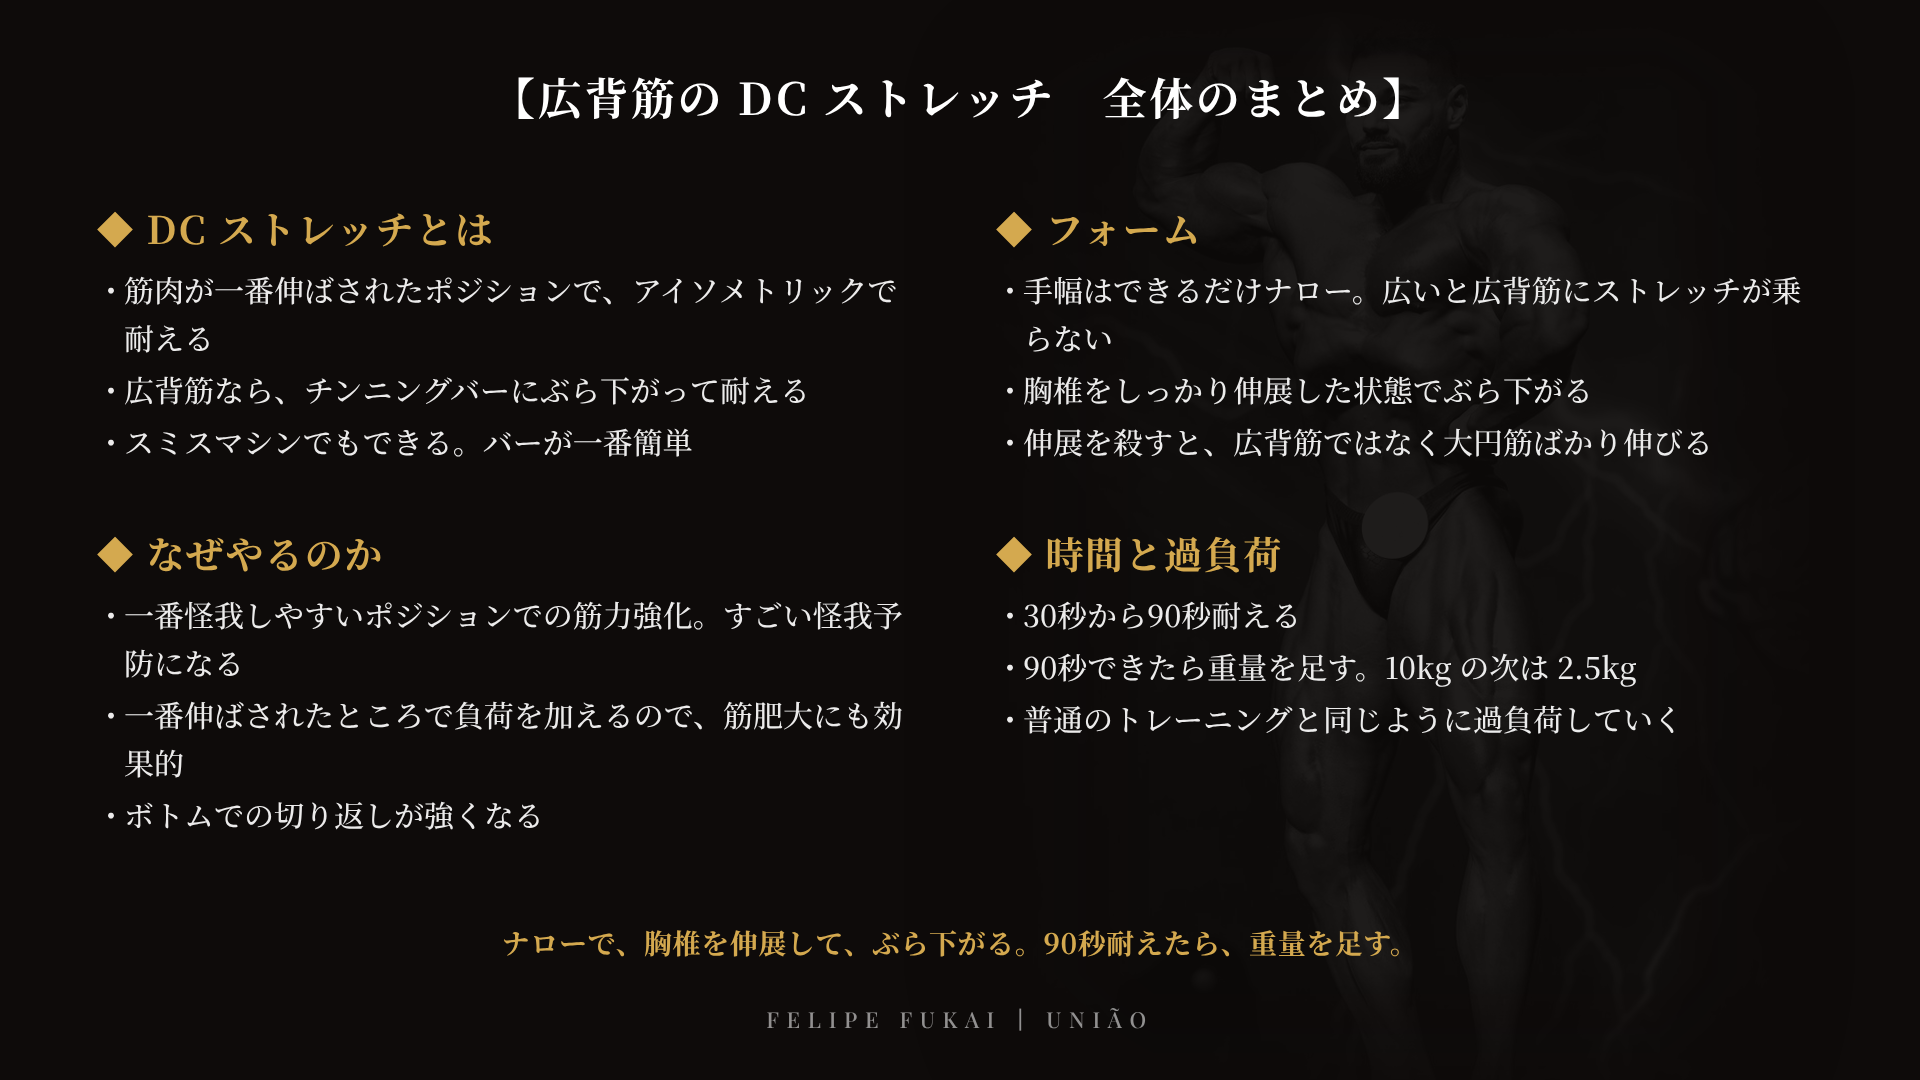 【広背筋の DC ストレッチ　全体のまとめ】
◆ DC ストレッチとは
・筋肉が一番伸ばされたポジションで、アイソメトリックで
耐える
・広背筋なら、チンニングバーにぶら下がって耐える
・スミスマシンでもできる。バーが一番簡単
◆ なぜやるのか
・一番怪我しやすいポジションでの筋力強化。すごい怪我予
防になる
・一番伸ばされたところで負荷を加えるので、筋肥大にも効
果的
・ボトムでの切り返しが強くなる
◆ フォーム
・手幅はできるだけナロー。広いと広背筋にストレッチが乗
らない
・胸椎をしっかり伸展した状態でぶら下がる
・伸展を殺すと、広背筋ではなく大円筋ばかり伸びる
◆ 時間と過負荷
・30秒から90秒耐える
・90秒できたら重量を足す。10kg の次は 2.5kg
・普通のトレーニングと同じように過負荷していく
ナローで、胸椎を伸展して、ぶら下がる。90秒耐えたら、重量を足す。
FELIPE FUKAI | UNIÃO